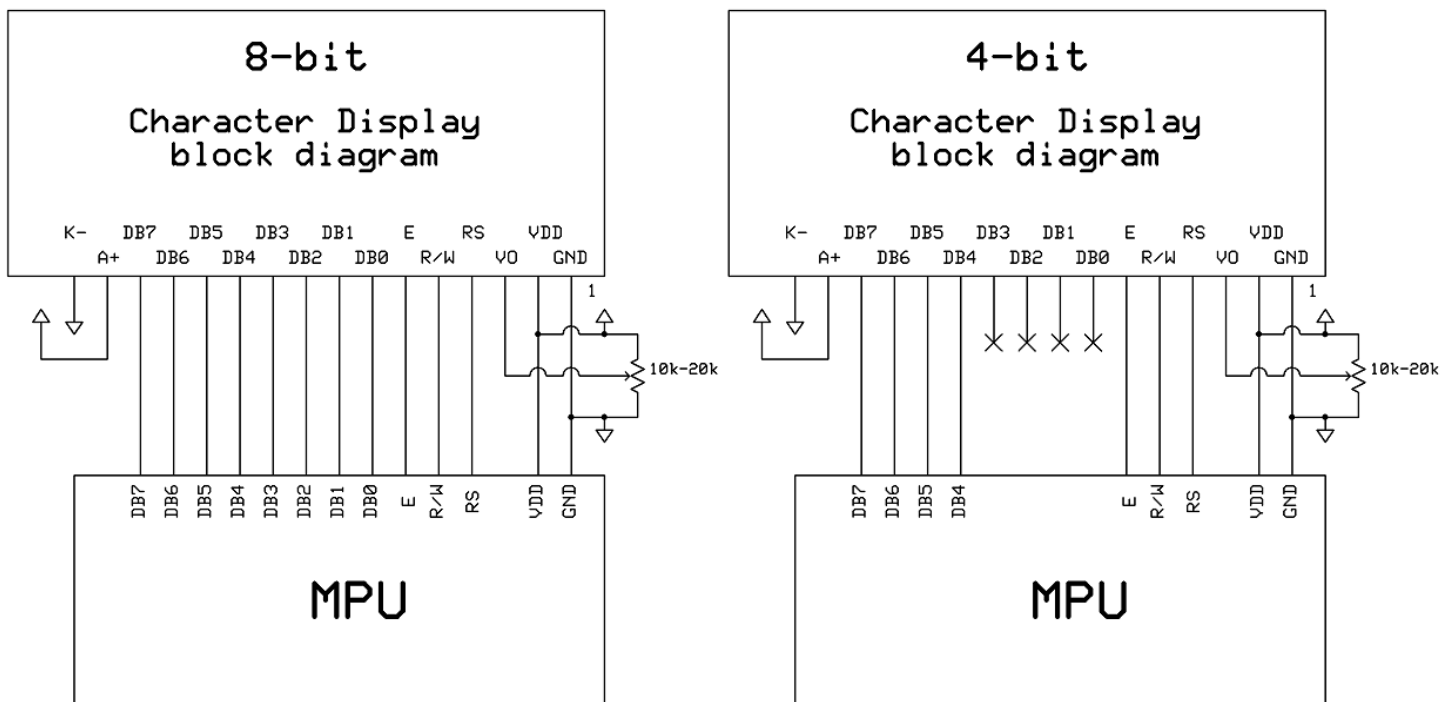 8-bit
Character Display
block diagram
K- DB7 DB5 DB3 DB1 E RS VDD
A+ DB6 DB4 DB2 DB0 R/W VO GND
1
10k-20k
DB7 DB6 DB5 DB4 DB3 DB2 DB1 DB0 E R/W RS VDD GND
MPU
4-bit
Character Display
block diagram
K- DB7 DB5 DB3 DB1 E RS VDD
A+ DB6 DB4 DB2 DB0 R/W VO GND
1
10k-20k
DB7 DB6 DB5 DB4 E R/W RS VDD GND
MPU